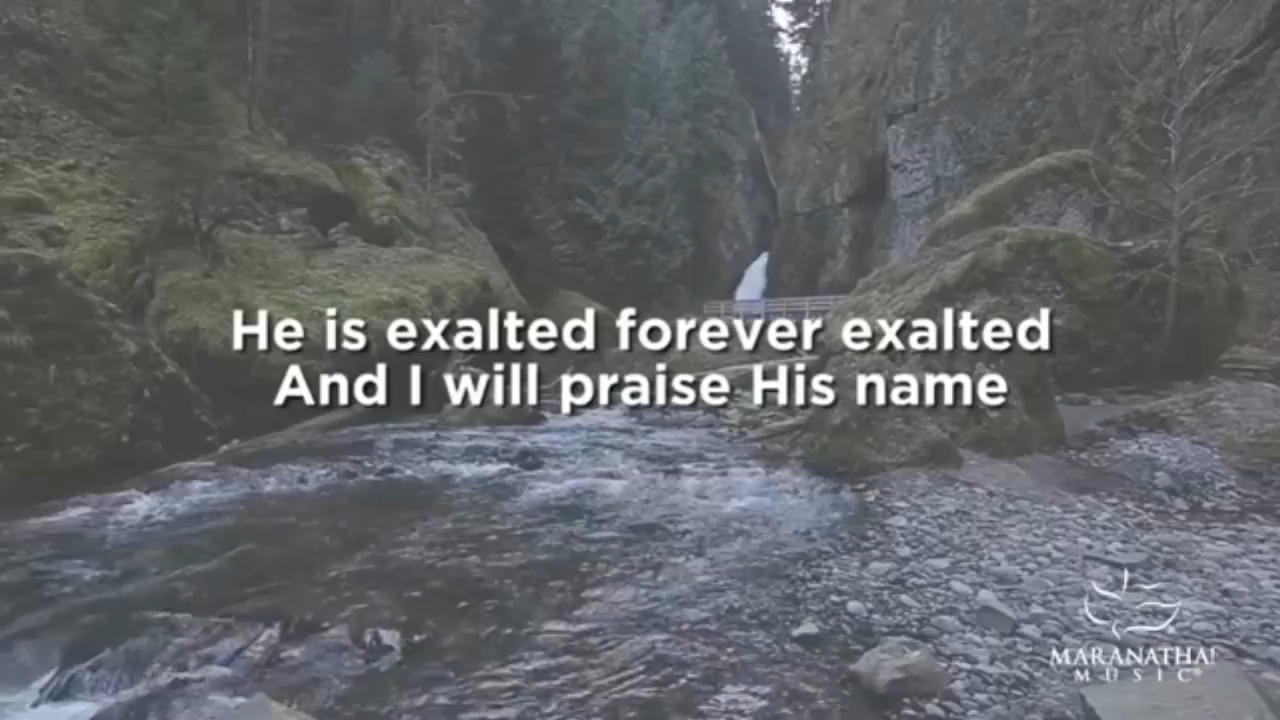 He is exalted forever exalted
And I will praise His name
MARANATHA!
MUSIC®